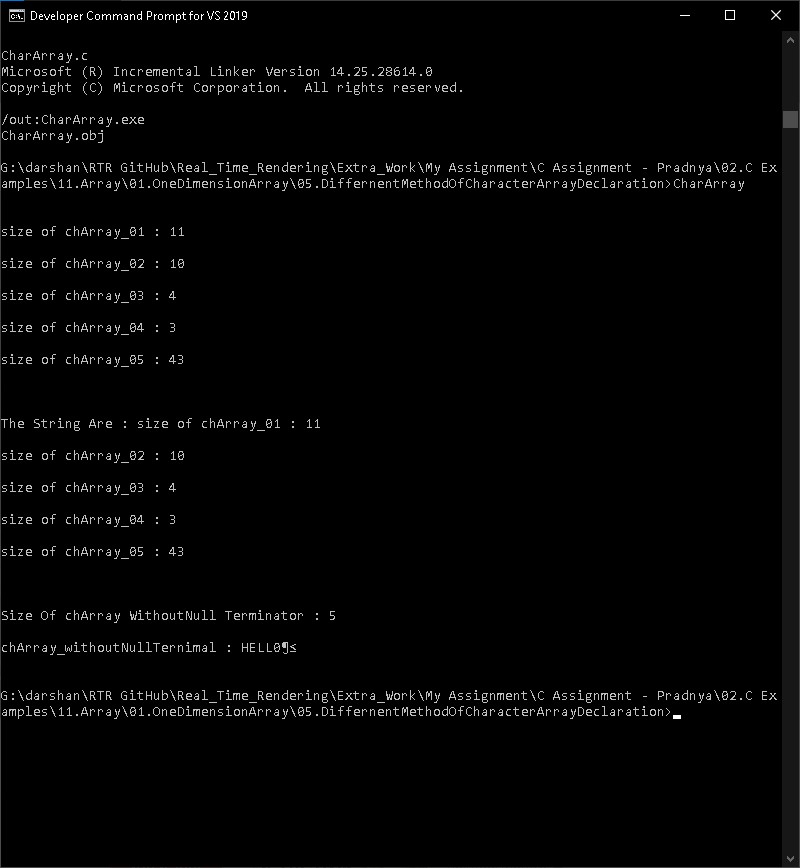 Developer Command Prompt for VS 2019
CharArray.c
Microsoft (R) Incremental Linker Version 14.25.28614.0
Copyright (C) Microsoft Corporation.  All rights reserved.
/out:CharArray.exe
CharArray.obj
G:\darshan\RTR GitHub\Real_Time_Rendering\Extra_Work\My Assignment\C Assignment - Pradnya\02.C Ex
amples\11.Array\01.OneDimensionArray\05.DiffernentMethodOfCharacterArrayDeclaration>CharArray
size of chArray_01 : 11
size of chArray_02 : 10
size of chArray_03 : 4
size of chArray_04 : 3
size of chArray_05 : 43
The String Are : size of chArray_01 : 11
size of chArray_02 : 10
size of chArray_03 : 4
size of chArray_04 : 3
size of chArray_05 : 43
Size Of chArray WithoutNull Terminator : 5
chArray_withoutNullTernimal : HELL0¶≤
G:\darshan\RTR GitHub\Real_Time_Rendering\Extra_Work\My Assignment\C Assignment - Pradnya\02.C Ex
amples\11.Array\01.OneDimensionArray\05.DiffernentMethodOfCharacterArrayDeclaration>